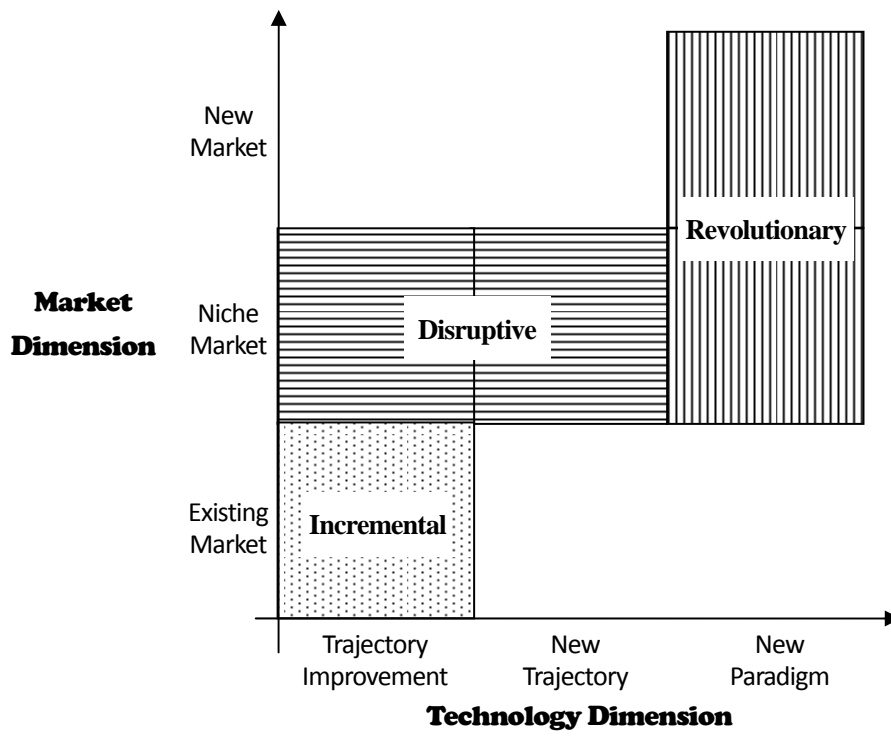 New
Market
Revolutionary
Market
Dimension
Niche
Market
Disruptive
Existing
Market
Incremental
Trajectory
Improvement
New
Trajectory
New
Paradigm
Technology Dimension